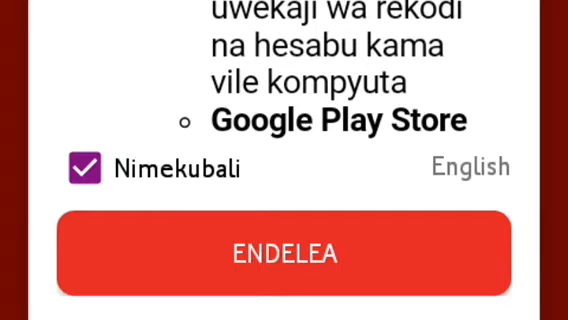 uwekaji wa rekodi
na hesabu kama
vile kompyuta
Google Play Store
Nimekubali
English
ENDELEA